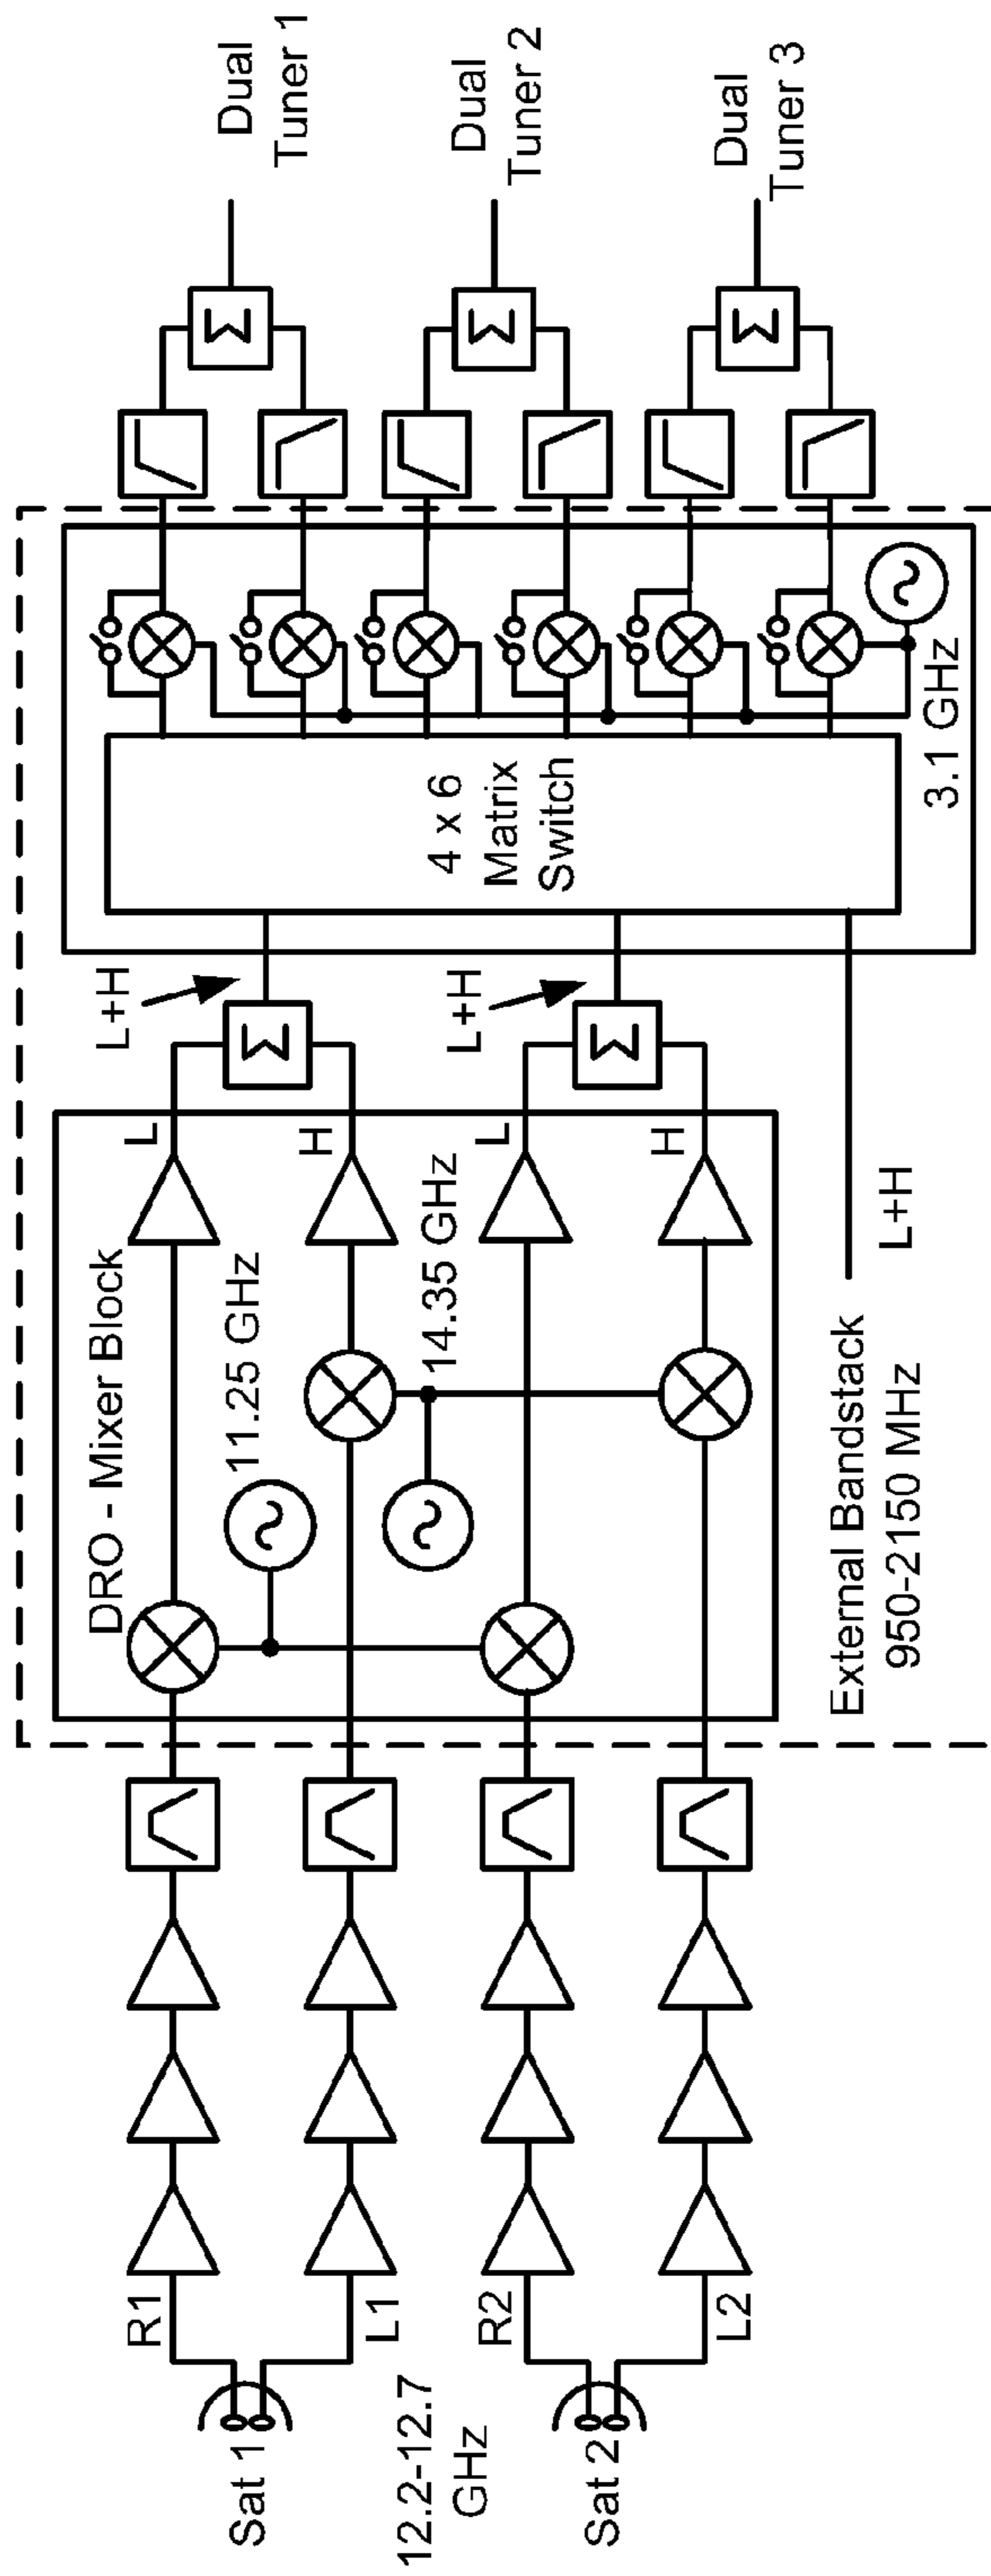 Sat 1
12.2-12.7
GHz
Sat 2
R1
L1
R2
L2
DRO - Mixer Block
11.25 GHz
14.35 GHz
L
H
L
H
External Bandstack
950-2150 MHz
L+H
L+H
L+H
4 x 6
Matrix
Switch
3.1 GHz
Σ
Σ
Σ
Σ
Σ
Dual
Tuner 1
Dual
Tuner 2
Dual
Tuner 3